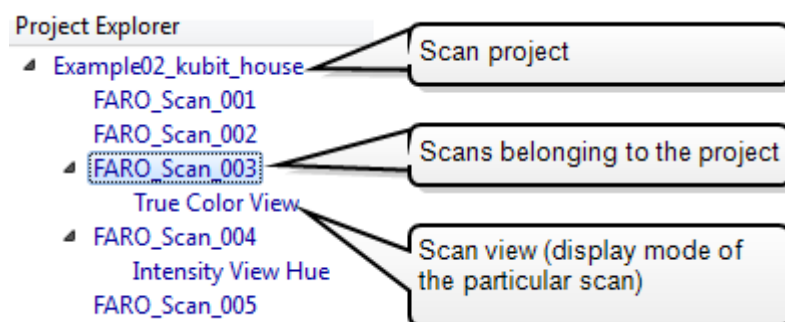 Project Explorer
Example02_kubit_house
FARO_Scan_001
FARO_Scan_002
FARO_Scan_003
True Color View
FARO_Scan_004
Intensity View Hue
FARO_Scan_005
Scan project
Scans belonging to the project
Scan view (display mode of
the particular scan)